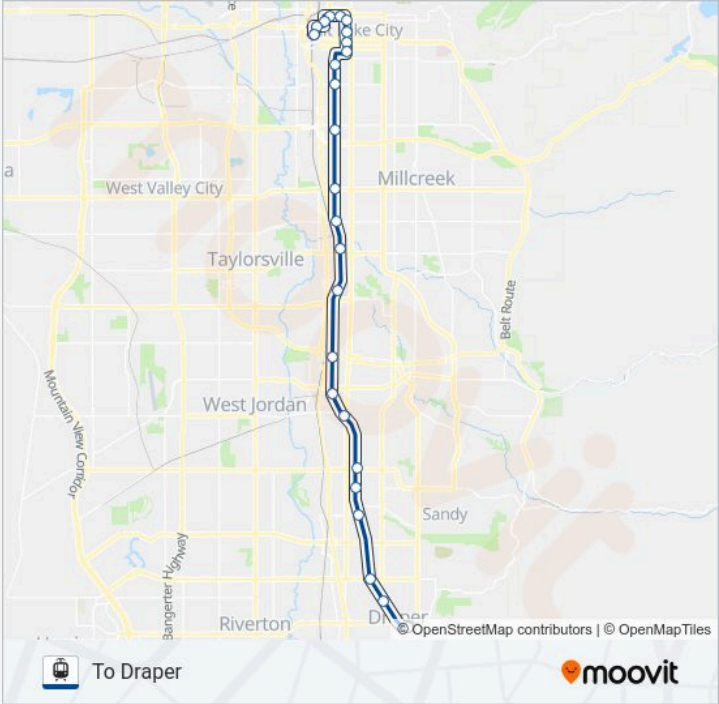 Lake City
a
West Valley City
Millcreek
Taylorsville
Belt Route
Mountain View Corridor
West Jordan
Sandy
Bangerter Highway
Riverton
Draper
© OpenStreetMap contributors | © OpenMapTiles
To Draper
moovit